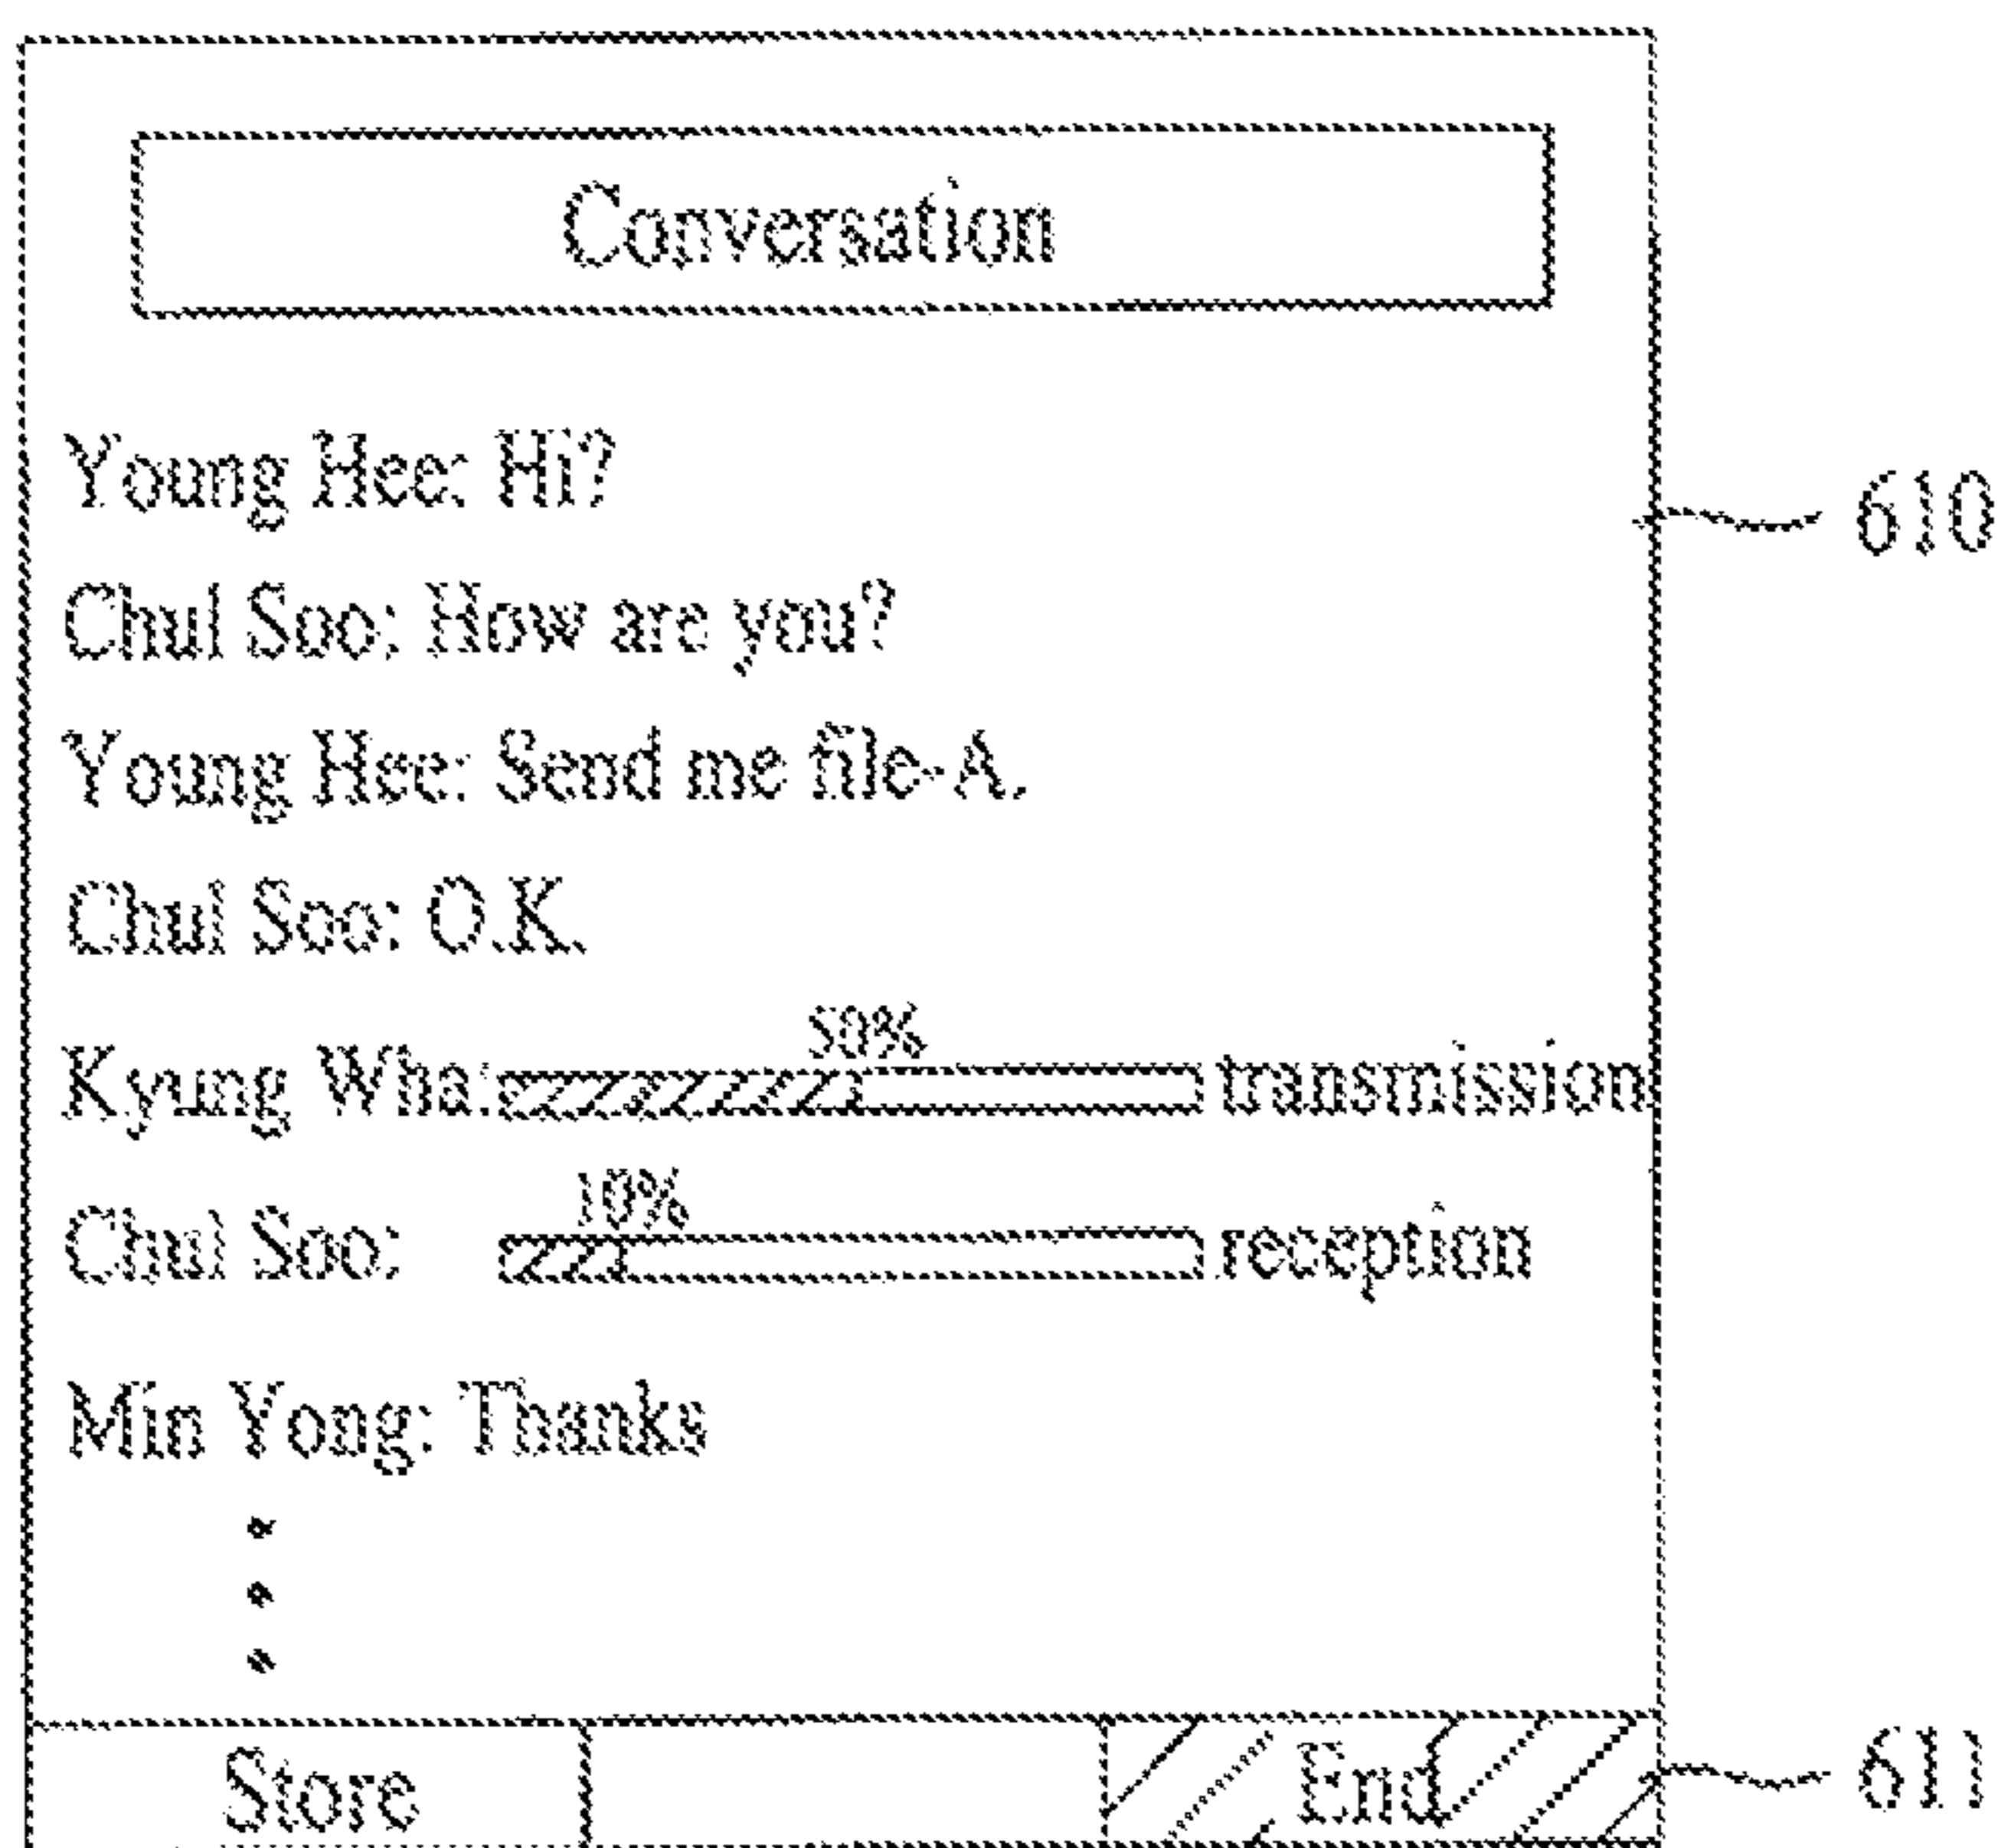 Conversation
Young Hee: Hi?
610
Chul Soo: How are you?
Young Hee: Send me file-A.
Chul Soo: O.K.
50%
Kyung Wha: transmission
10%
Chul Soo: reception
Min Yong: Thanks
Store End 611